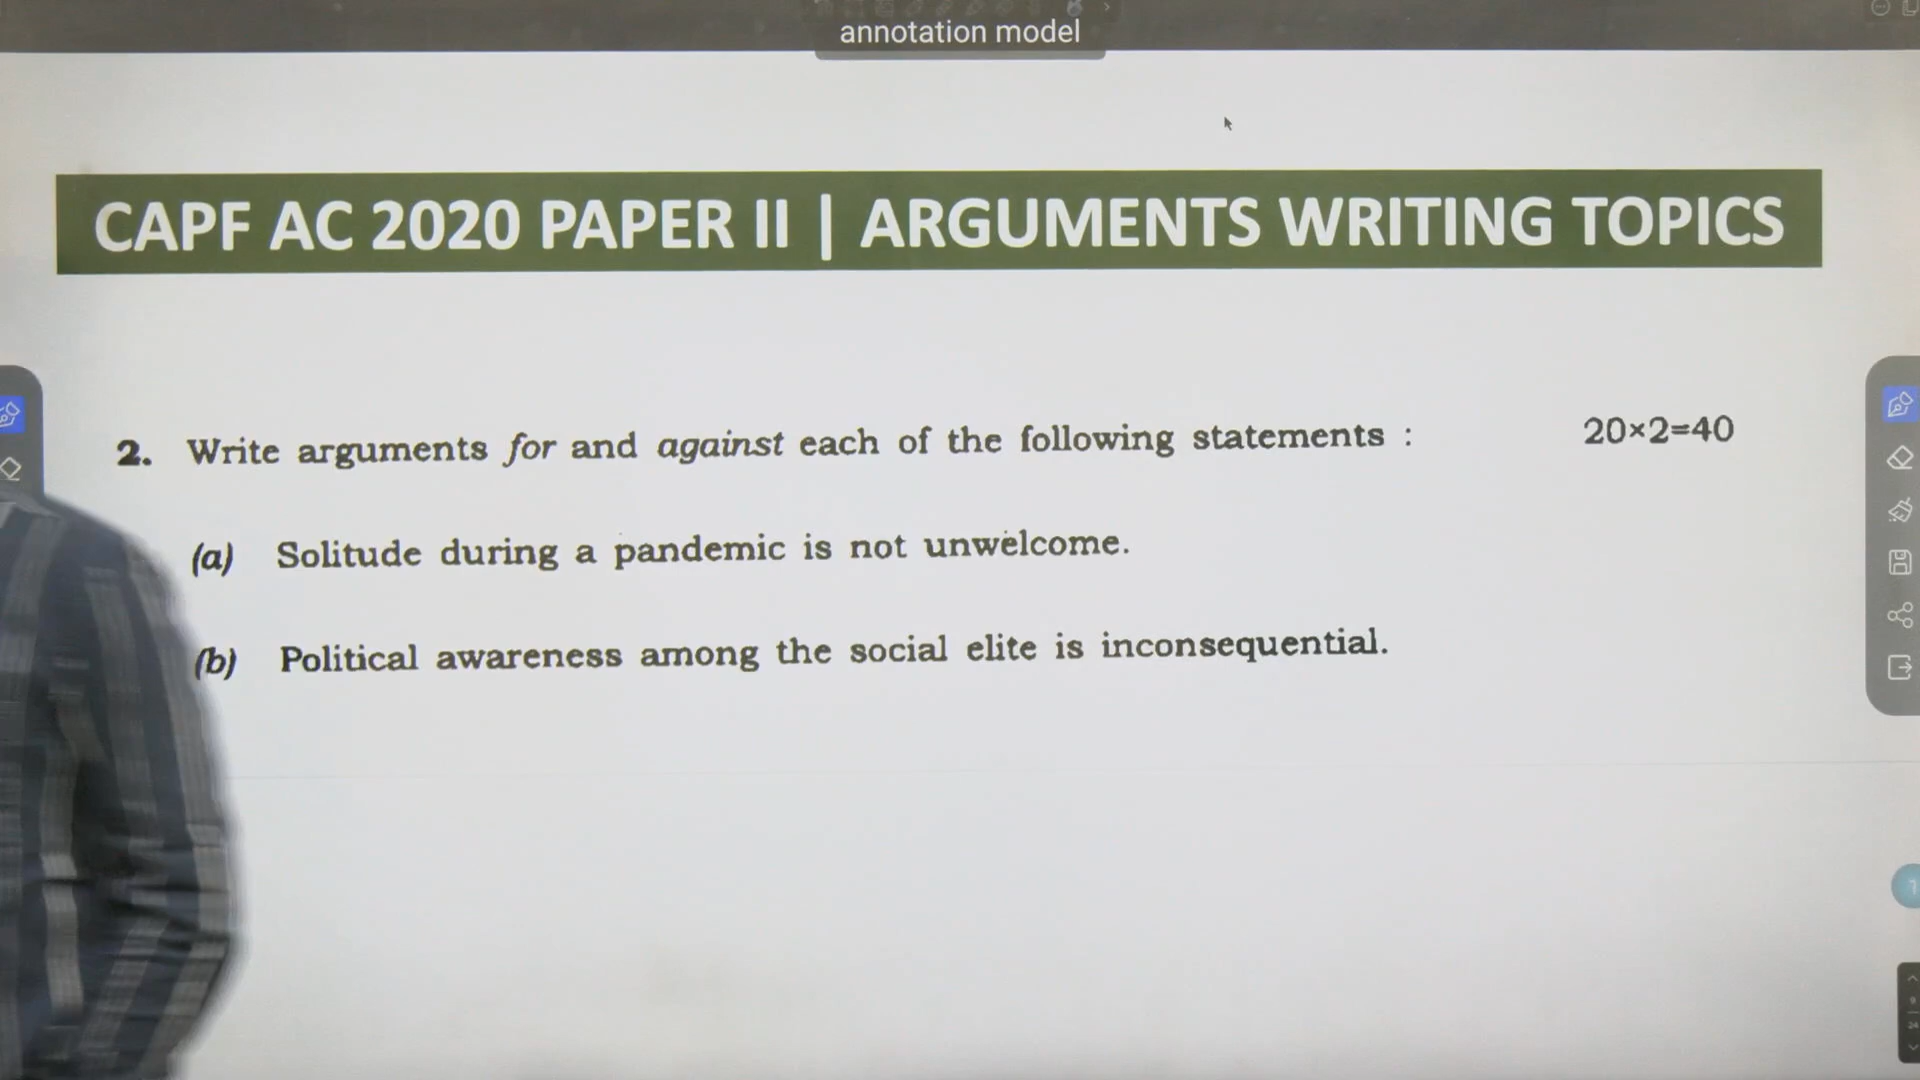 annotation model
CAPF AC 2020 PAPER II | ARGUMENTS WRITING TOPICS
2. Write arguments for and against each of the following statements : 20×2=40
(a) Solitude during a pandemic is not unwelcome.
(b) Political awareness among the social elite is inconsequential.